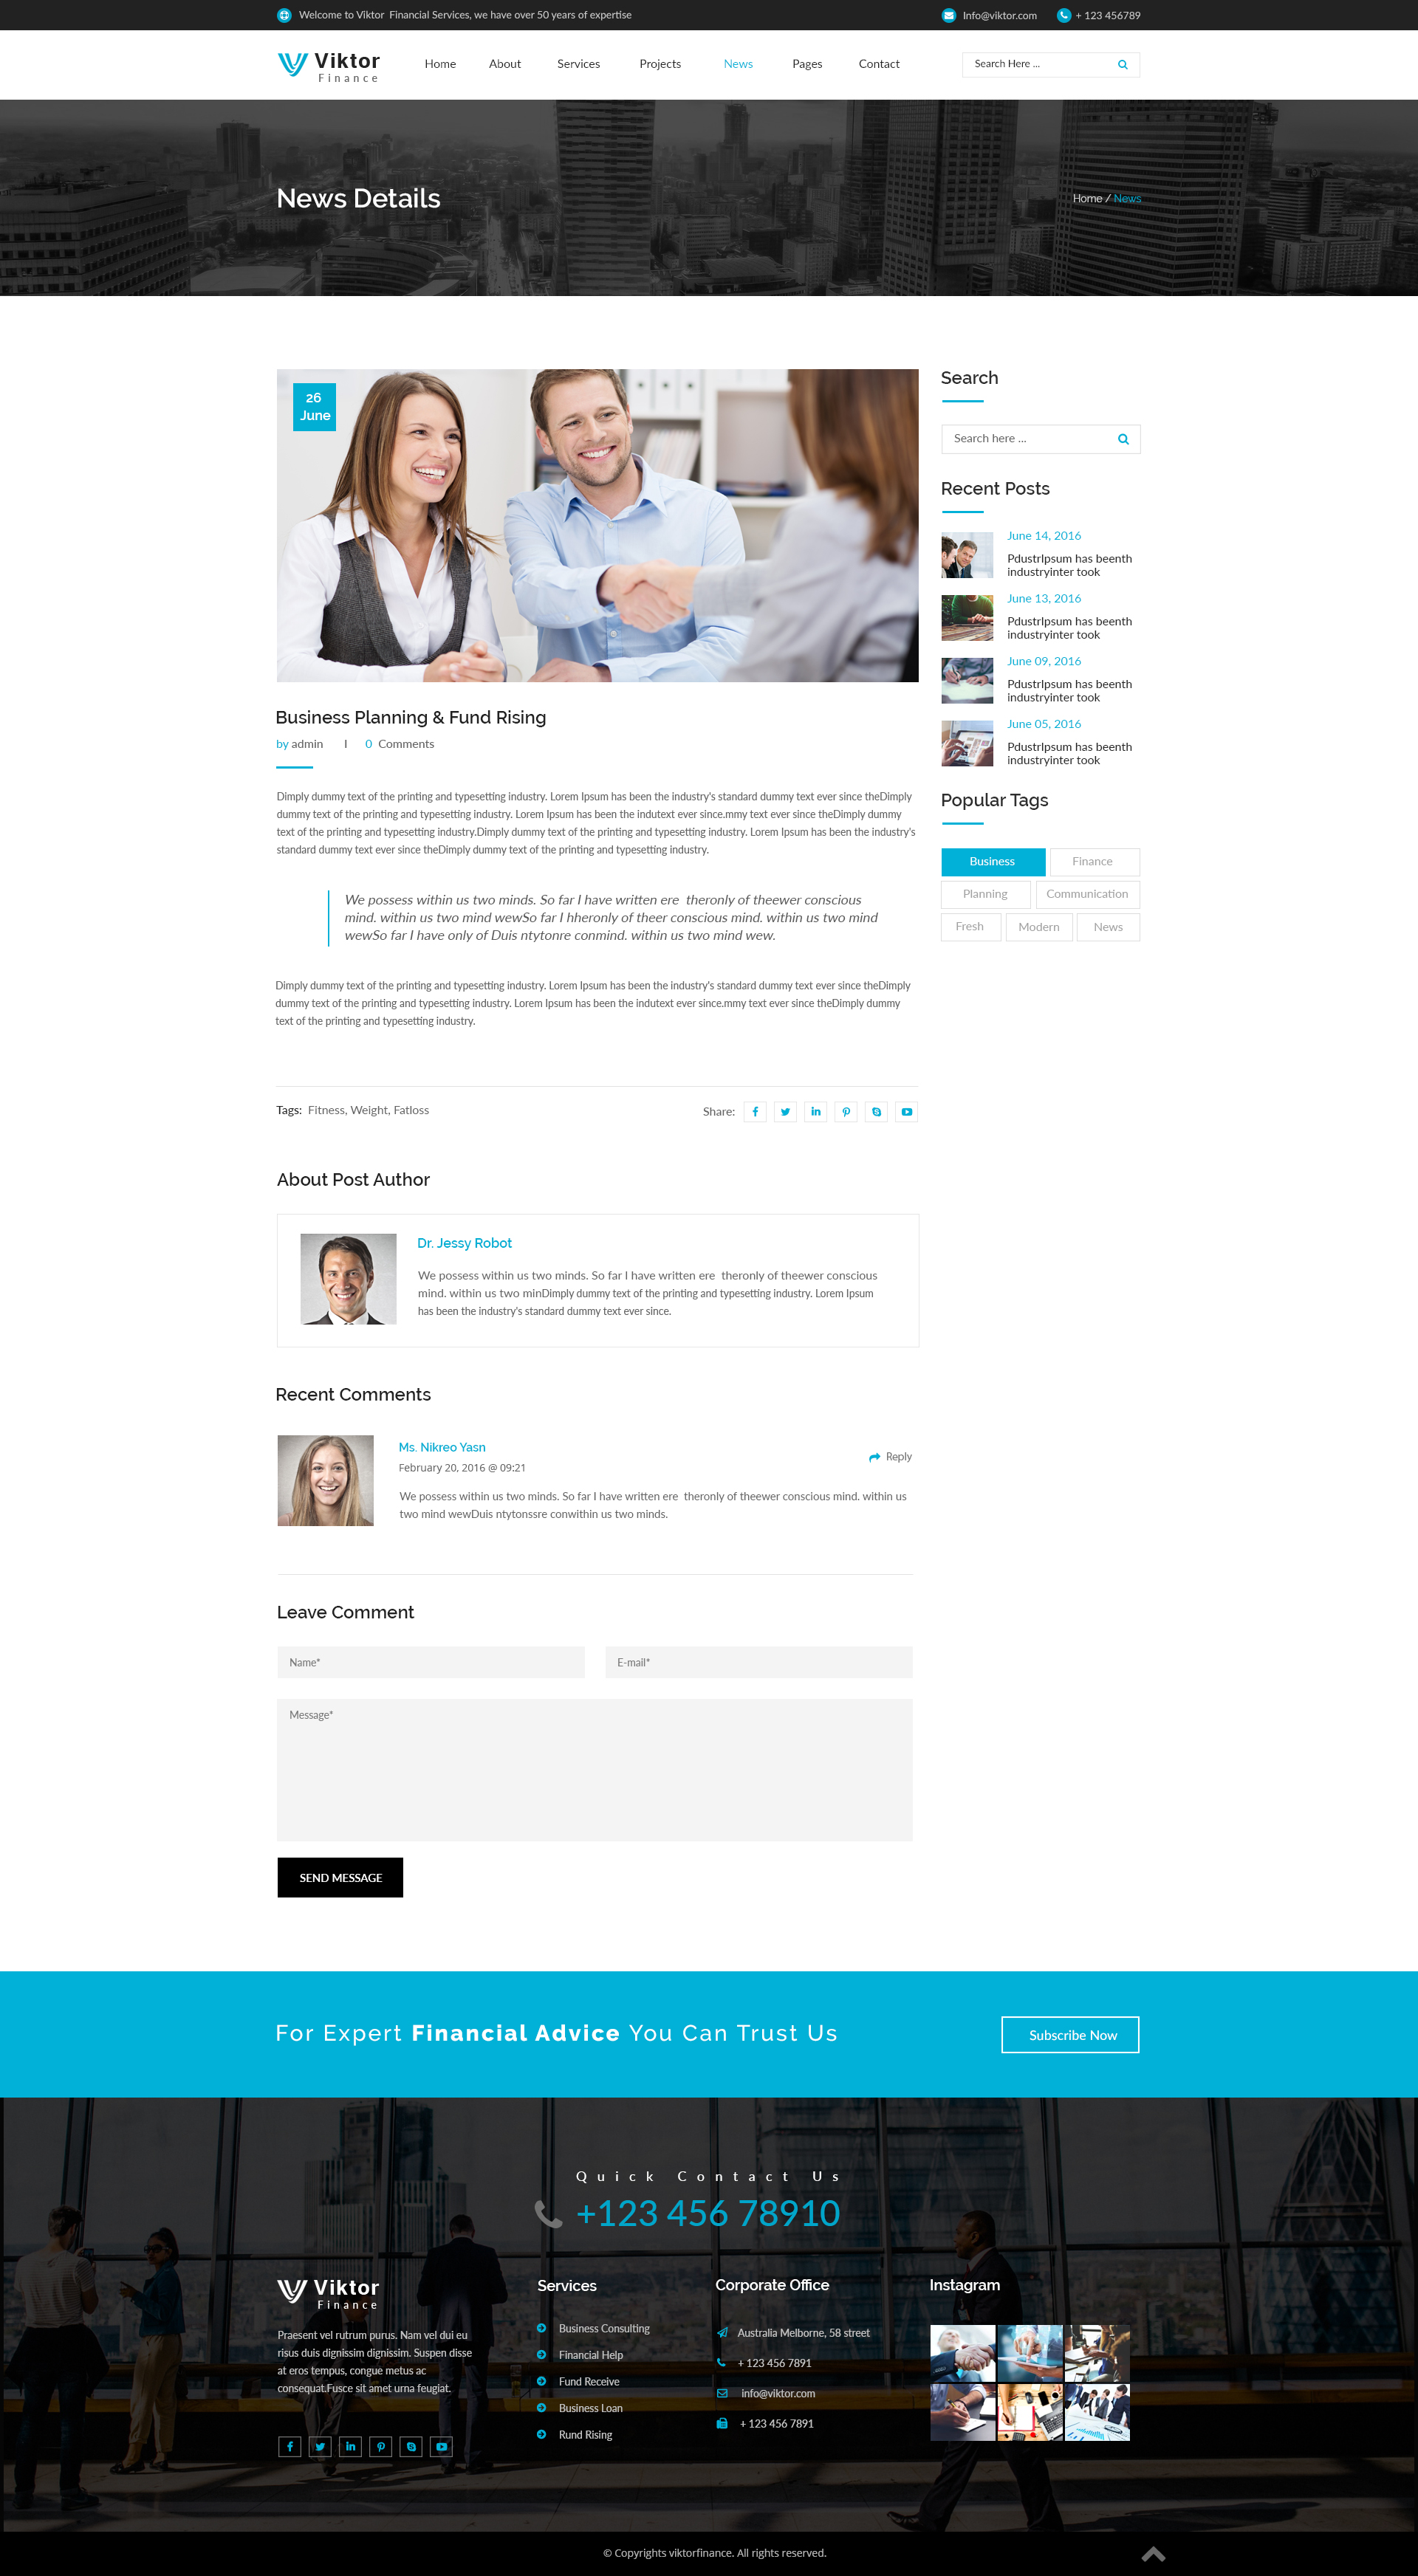 Welcome to Viktor Financial Services, we have over 50 years of expertise
Info@viktor.com
+ 123 456789
Viktor
Finance
Home
About
Services
Projects
News
Pages
Contact
Search Here ...
News Details
Home / News
26
June
Business Planning & Fund Rising
by admin
I
0 Comments
Dimply dummy text of the printing and typesetting industry. Lorem Ipsum has been the industry's standard dummy text ever since theDimply
dummy text of the printing and typesetting industry. Lorem Ipsum has been the indutext ever since.mmy text ever since theDimply dummy
text of the printing and typesetting industry.Dimply dummy text of the printing and typesetting industry. Lorem Ipsum has been the industry's
standard dummy text ever since theDimply dummy text of the printing and typesetting industry.
We possess within us two minds. So far I have written ere theronly of theewer conscious
mind. within us two mind wewSo far I hheronly of theer conscious mind. within us two mind
wewSo far I have only of Duis ntytonre conmind. within us two mind wew.
Dimply dummy text of the printing and typesetting industry. Lorem Ipsum has been the industry's standard dummy text ever since theDimply
dummy text of the printing and typesetting industry. Lorem Ipsum has been the indutext ever since.mmy text ever since theDimply dummy
text of the printing and typesetting industry.
Tags: Fitness, Weight, Fatloss
Share:
About Post Author
Dr. Jessy Robot
We possess within us two minds. So far I have written ere theronly of theewer conscious
mind. within us two minDimply dummy text of the printing and typesetting industry. Lorem Ipsum
has been the industry's standard dummy text ever since.
Recent Comments
Ms. Nikreo Yasn
February 20, 2016 @ 09:21
Reply
We possess within us two minds. So far I have written ere theronly of theewer conscious mind. within us
two mind wewDuis ntytonssre conwithin us two minds.
Leave Comment
Name*
E-mail*
Message*
SEND MESSAGE
Search
Search here ...
Recent Posts
June 14, 2016
PdustrIpsum has beenth
industryinter took
June 13, 2016
PdustrIpsum has beenth
industryinter took
June 09, 2016
PdustrIpsum has beenth
industryinter took
June 05, 2016
PdustrIpsum has beenth
industryinter took
Popular Tags
Business
Finance
Planning
Communication
Fresh
Modern
News
For Expert Financial Advice You Can Trust Us
Subscribe Now
Quick Contact Us
+123 456 78910
Viktor
Finance
Praesent vel rutrum purus. Nam vel dui eu
risus duis dignissim dignissim. Suspen disse
at eros tempus, congue metus ac
consequat.Fusce sit amet urna feugiat.
Services
Business Consulting
Financial Help
Fund Receive
Business Loan
Rund Rising
Corporate Office
Australia Melborne, 58 street
+ 123 456 7891
info@viktor.com
+ 123 456 7891
Instagram
© Copyrights viktorfinance. All rights reserved.